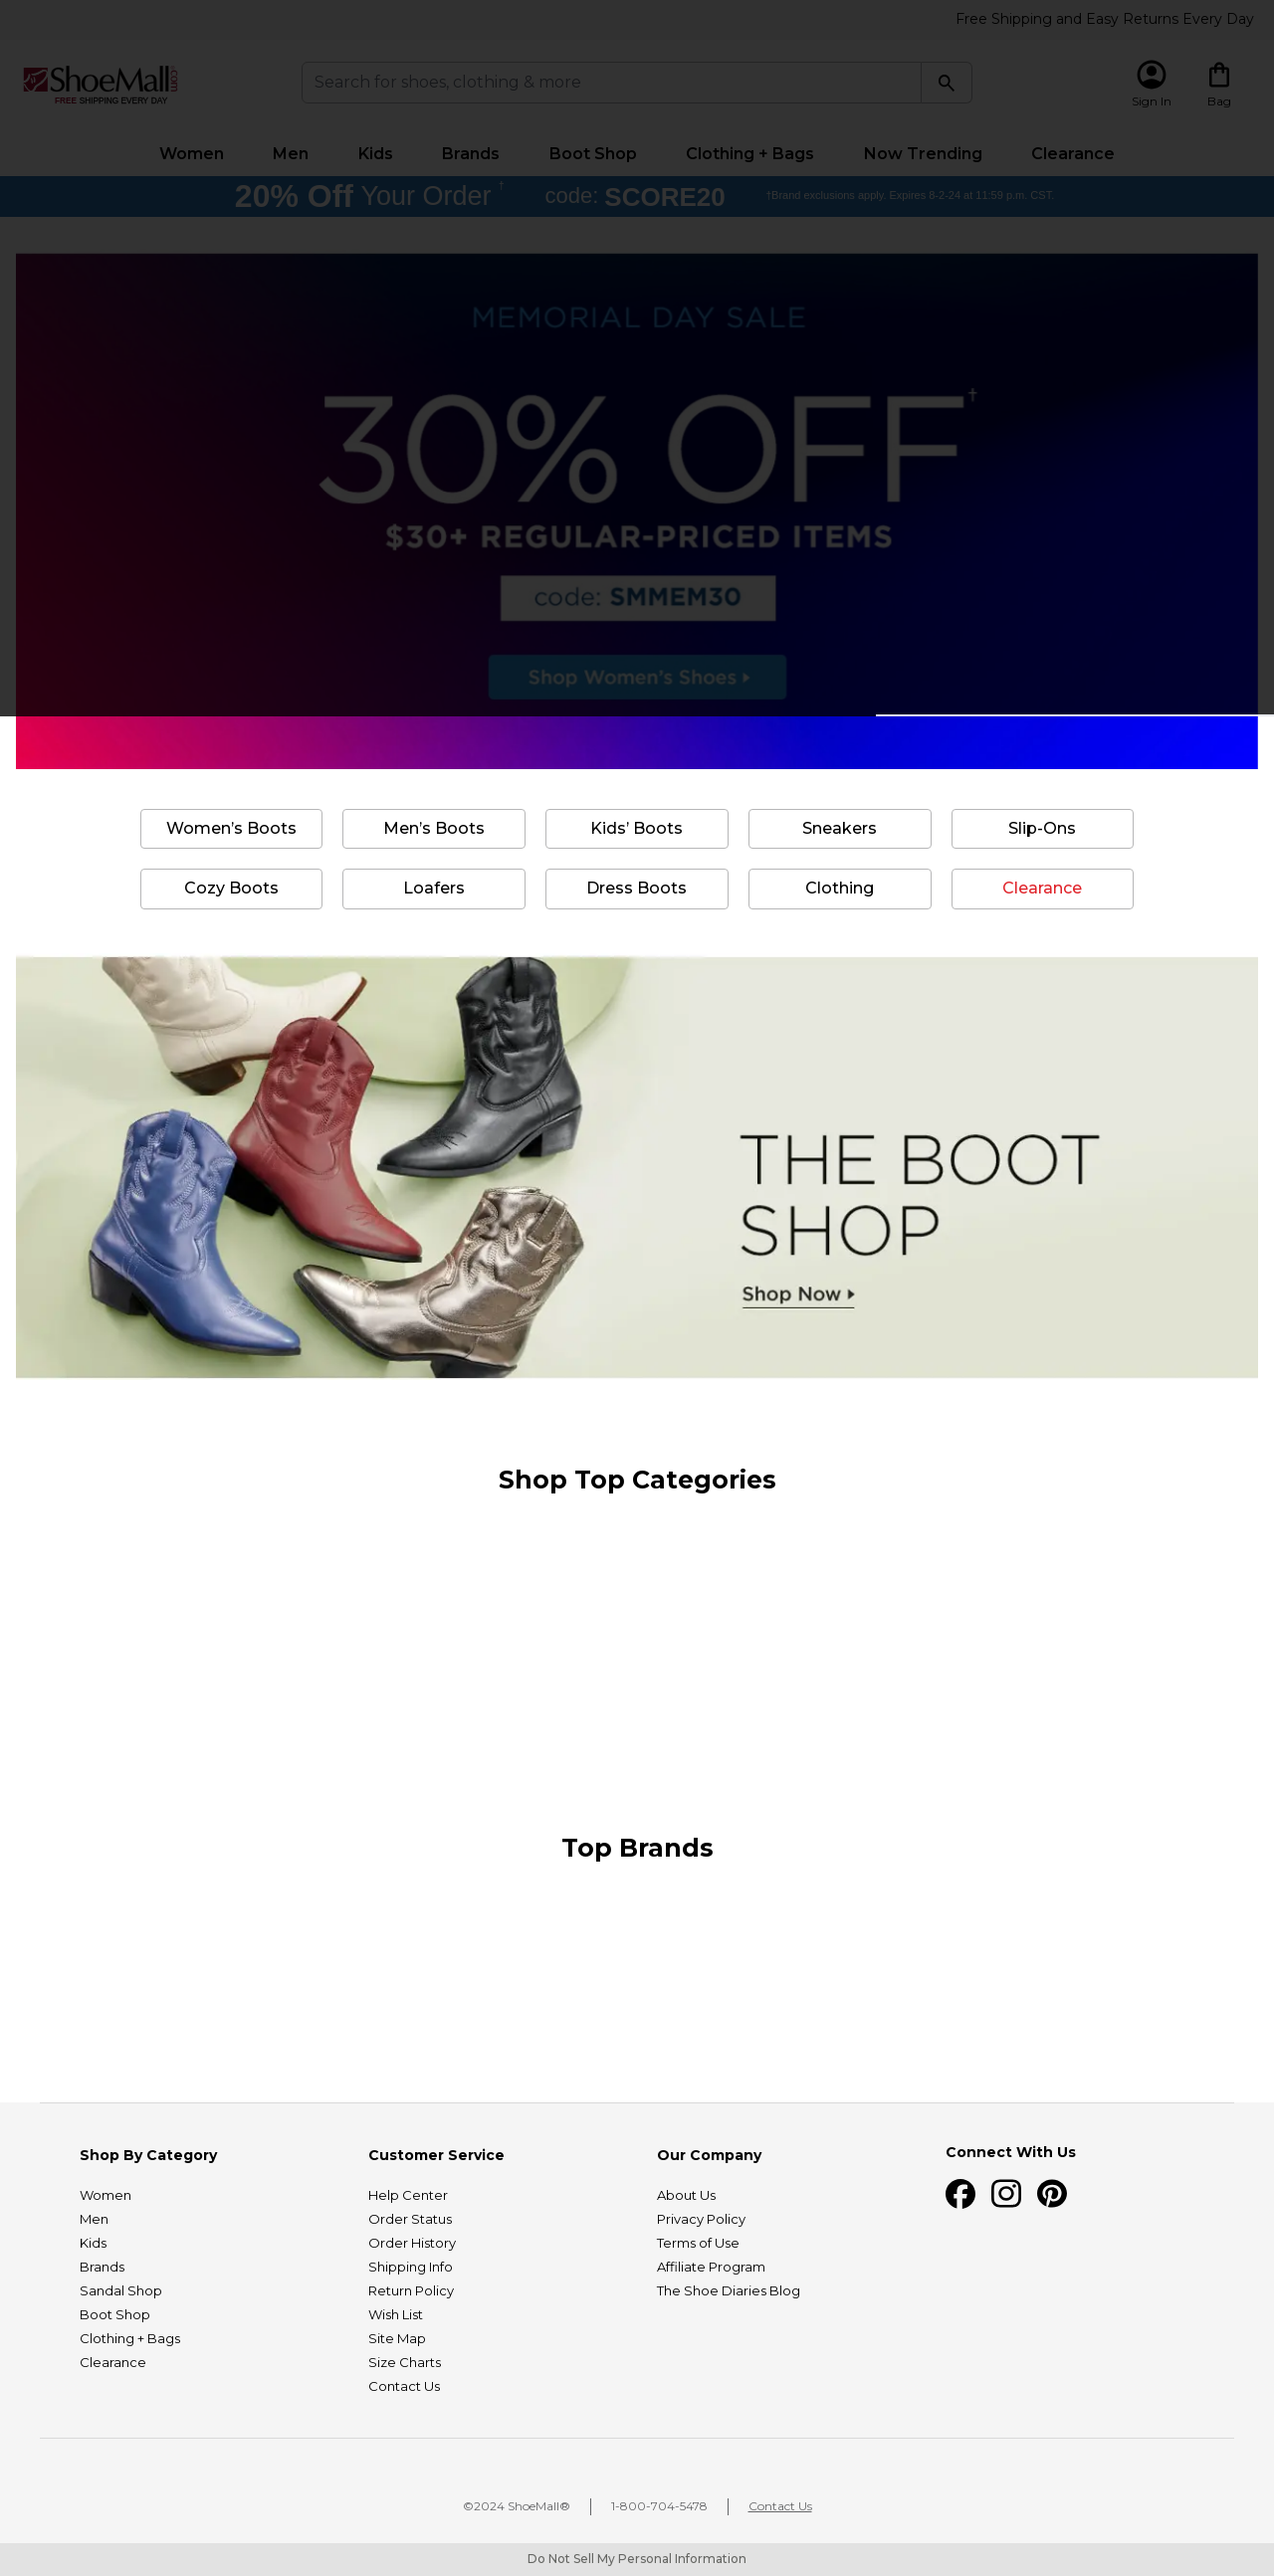 Free Shipping and Easy Returns Every Day
ShoeMall.com
FREE SHIPPING EVERY DAY
Search for shoes, clothing & more
Sign In
Bag
Women Men Kids Brands Boot Shop Clothing + Bags Now Trending Clearance
20% Off Your Order † code: SCORE20 †Brand exclusions apply. Expires 8-2-24 at 11:59 p.m. CST.
MEMORIAL DAY SALE
30% OFF†
$30+ REGULAR-PRICED ITEMS
code: SMMEM30
Shop Women's Shoes
Women's Boots Men's Boots Kids' Boots Sneakers Slip-Ons
Cozy Boots Loafers Dress Boots Clothing Clearance
THE BOOT
SHOP
Shop Now
Shop Top Categories
Top Brands
Shop By Category
Women
Men
Kids
Brands
Sandal Shop
Boot Shop
Clothing + Bags
Clearance
Customer Service
Help Center
Order Status
Order History
Shipping Info
Return Policy
Wish List
Site Map
Size Charts
Contact Us
Our Company
About Us
Privacy Policy
Terms of Use
Affiliate Program
The Shoe Diaries Blog
Connect With Us
©2024 ShoeMall® 1-800-704-5478 Contact Us
Do Not Sell My Personal Information